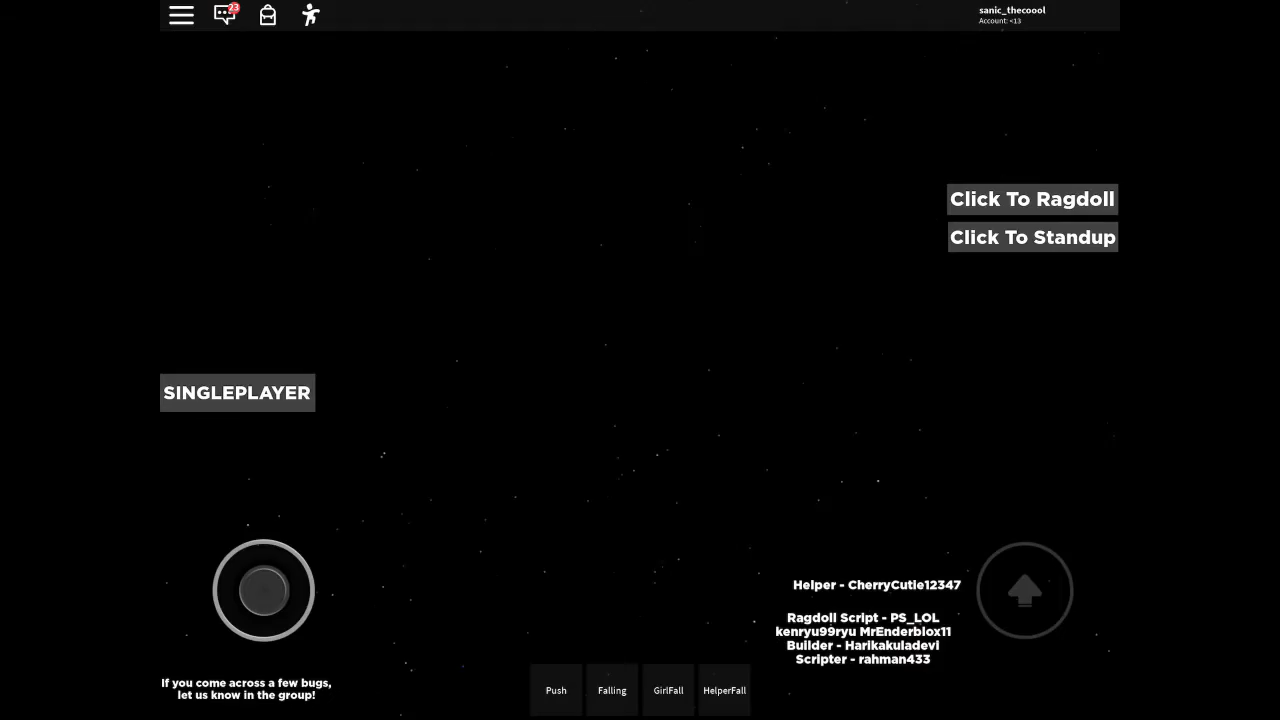 23
sanic_thecoool
Account: <13
Click To Ragdoll
Click To Standup
SINGLEPLAYER
Helper - CherryCutie12347
Ragdoll Script - PS_LOL
kenryu99ryu MrEnderblox11
Builder - Harikakuladevi
Scripter - rahman433
If you come across a few bugs,
let us know in the group!
Push
Falling
GirlFall
HelperFall